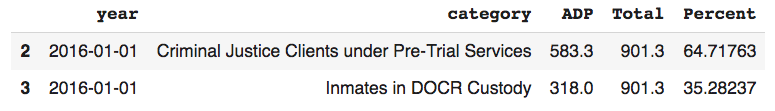 year category ADP Total Percent
2 2016-01-01 Criminal Justice Clients under Pre-Trial Services 583.3 901.3 64.71763
3 2016-01-01 Inmates in DOCR Custody 318.0 901.3 35.28237